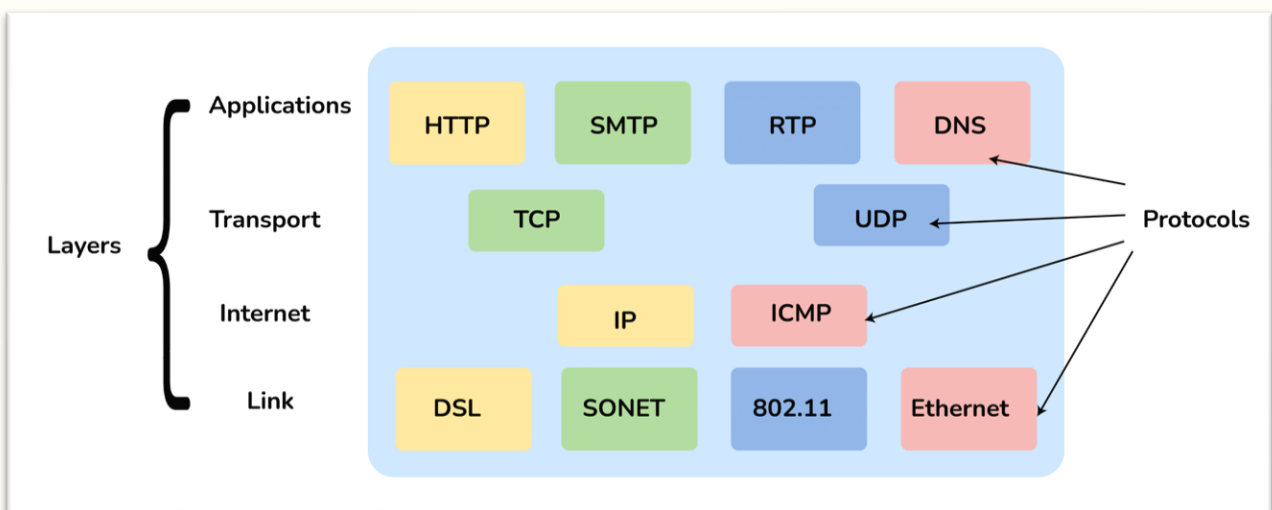 Applications
HTTP
SMTP
RTP
DNS
Transport
TCP
UDP
Protocols
Layers
Internet
IP
ICMP
Link
DSL
SONET
802.11
Ethernet